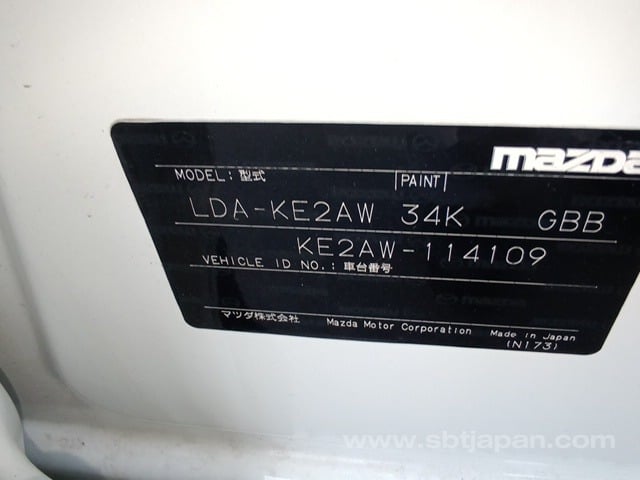 mazda
MODEL: 型式 PAINT
LDA-KE2AW 34K GBB
KE2AW-114109
VEHICLE ID NO.: 車台番号
マツダ株式会社 Mazda Motor Corporation Made in Japan
(N173)
www.sbtjapan.com